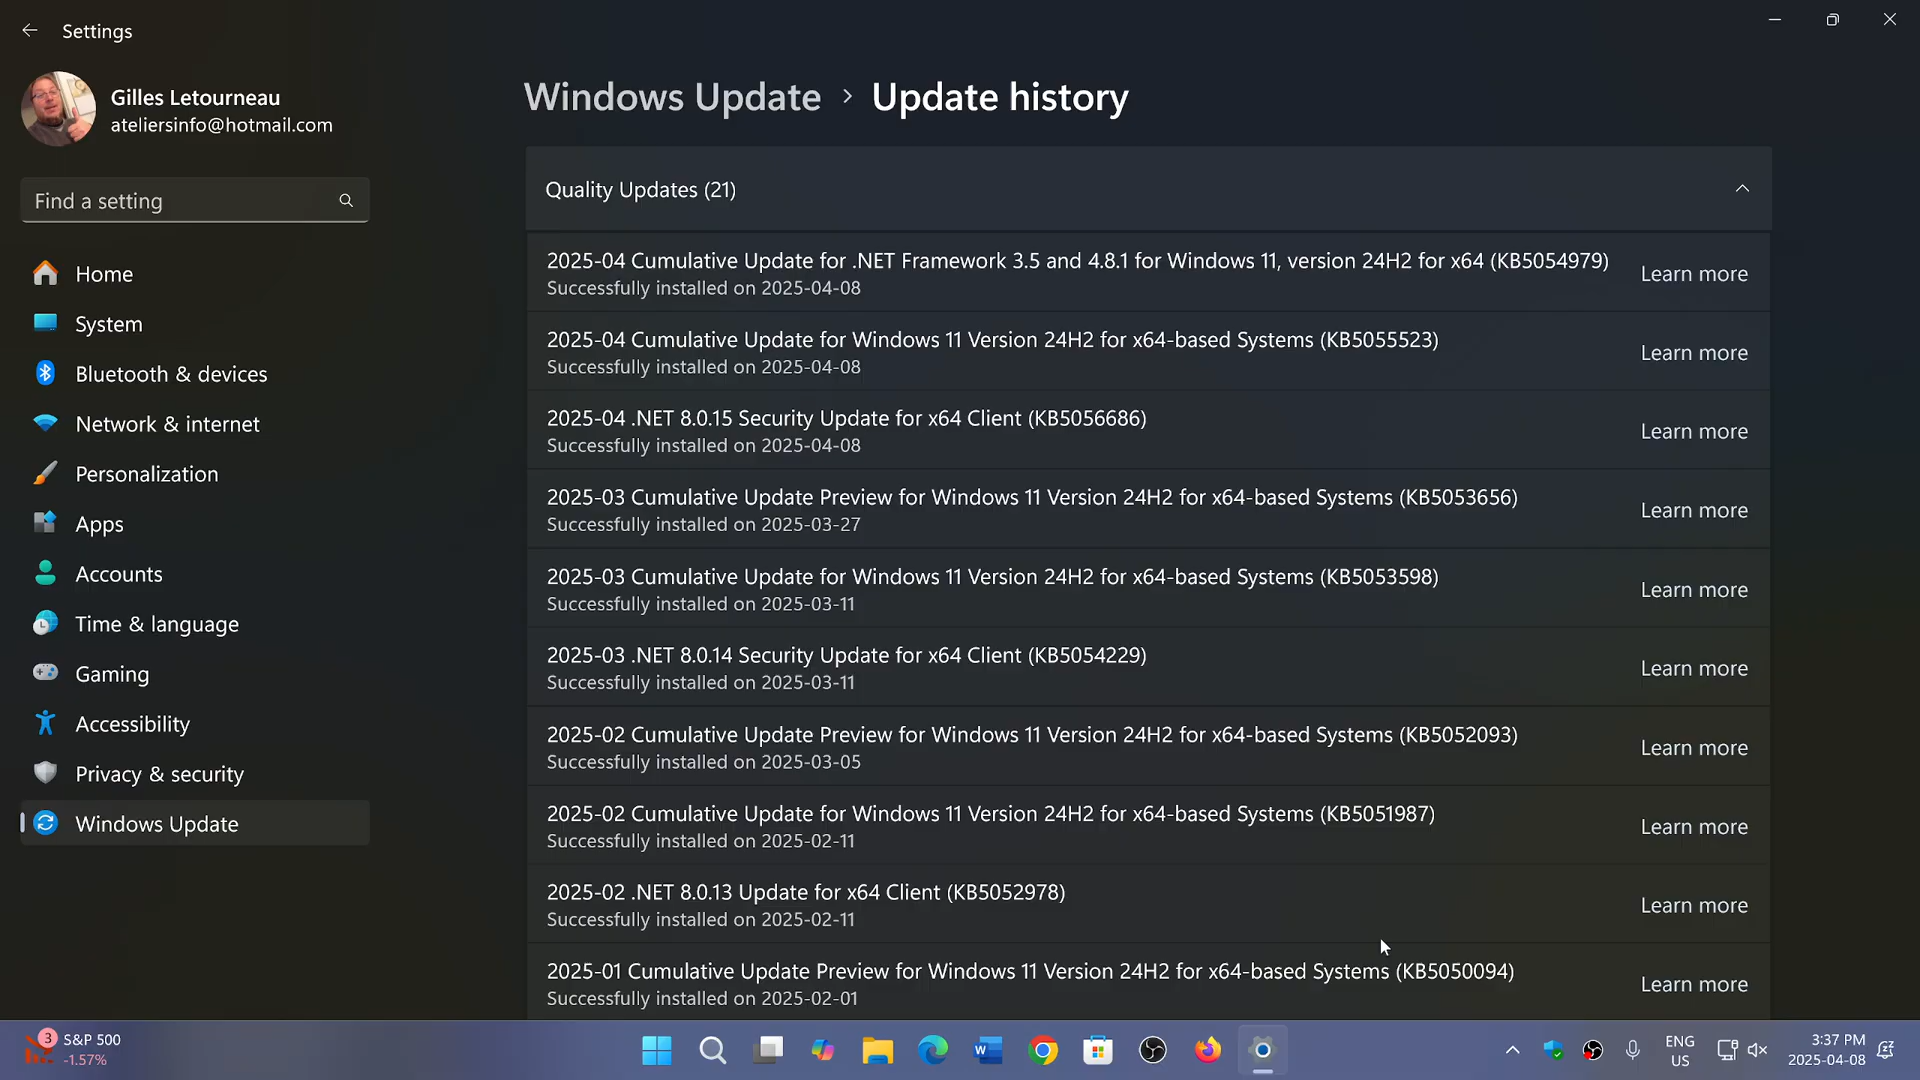 Settings
Gilles Letourneau
ateliersinfo@hotmail.com
Find a setting
Home
System
Bluetooth & devices
Network & internet
Personalization
Apps
Accounts
Time & language
Gaming
Accessibility
Privacy & security
Windows Update
Windows Update > Update history
Quality Updates (21)
2025-04 Cumulative Update for .NET Framework 3.5 and 4.8.1 for Windows 11, version 24H2 for x64 (KB5054979)
Successfully installed on 2025-04-08
Learn more
2025-04 Cumulative Update for Windows 11 Version 24H2 for x64-based Systems (KB5055523)
Successfully installed on 2025-04-08
Learn more
2025-04 .NET 8.0.15 Security Update for x64 Client (KB5056686)
Successfully installed on 2025-04-08
Learn more
2025-03 Cumulative Update Preview for Windows 11 Version 24H2 for x64-based Systems (KB5053656)
Successfully installed on 2025-03-27
Learn more
2025-03 Cumulative Update for Windows 11 Version 24H2 for x64-based Systems (KB5053598)
Successfully installed on 2025-03-11
Learn more
2025-03 .NET 8.0.14 Security Update for x64 Client (KB5054229)
Successfully installed on 2025-03-11
Learn more
2025-02 Cumulative Update Preview for Windows 11 Version 24H2 for x64-based Systems (KB5052093)
Successfully installed on 2025-03-05
Learn more
2025-02 Cumulative Update for Windows 11 Version 24H2 for x64-based Systems (KB5051987)
Successfully installed on 2025-02-11
Learn more
2025-02 .NET 8.0.13 Update for x64 Client (KB5052978)
Successfully installed on 2025-02-11
Learn more
2025-01 Cumulative Update Preview for Windows 11 Version 24H2 for x64-based Systems (KB5050094)
Successfully installed on 2025-02-01
Learn more
3
S&P 500
-1.57%
ENG
US
3:37 PM
2025-04-08